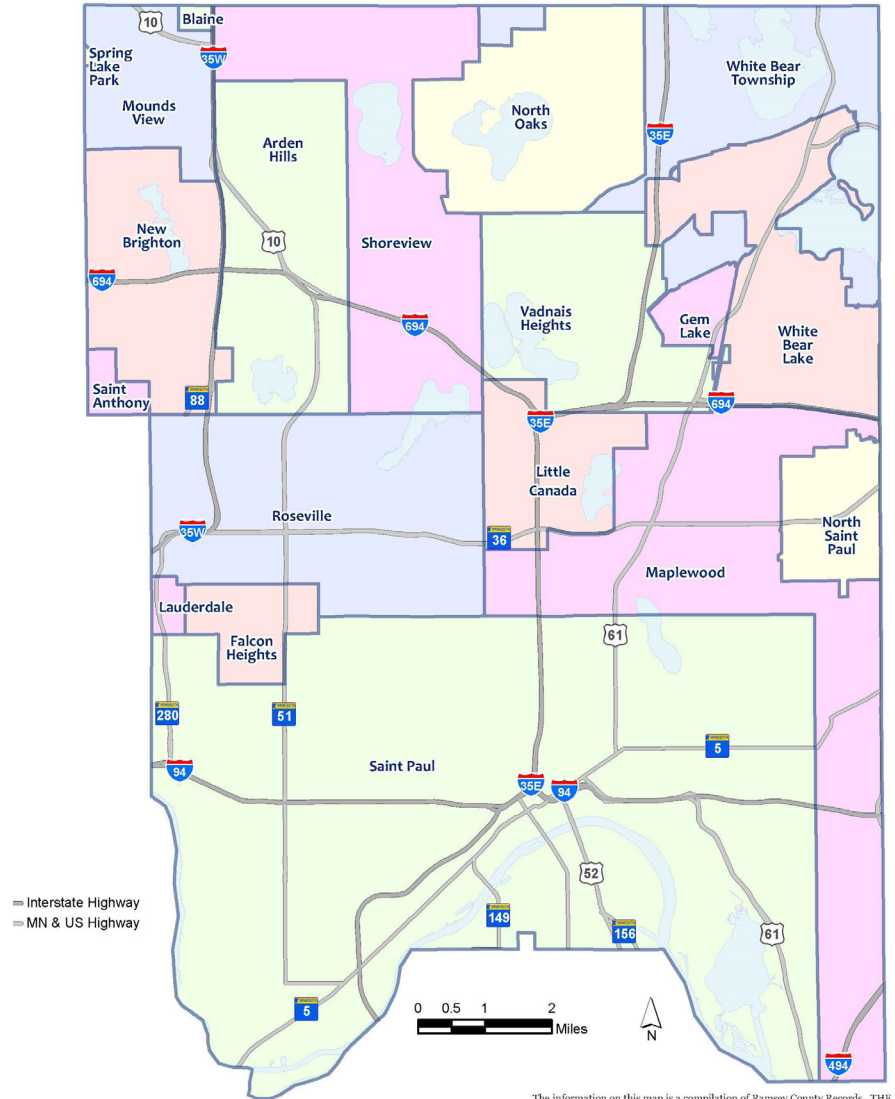 Blaine
10
35W
Spring
Lake
Park
Mounds
View
White Bear
Township
North
Oaks
35E
Arden
Hills
New
Brighton
10
Shoreview
694
Vadnais
Heights
694
Gem
Lake
White
Bear
Lake
Saint
Anthony
88
694
35E
Little
Canada
Roseville
35W
36
North
Saint
Paul
Maplewood
Lauderdale
Falcon
Heights
61
280
51
5
Saint Paul
94
35E
94
52
Interstate Highway
MN & US Highway
149
156
61
5
0 0.5 1 2
Miles
N
494
The information on this map is a compilation of Ramsey County Records. THE